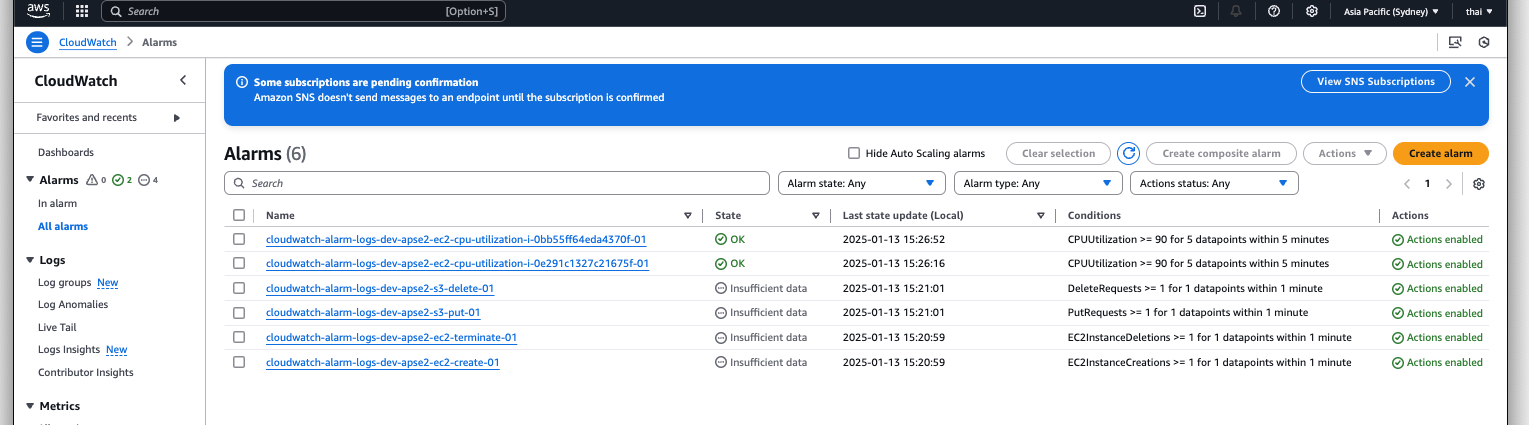 aws
Search [Option+S]
Asia Pacific (Sydney)
thai
CloudWatch > Alarms
CloudWatch
Favorites and recents
Dashboards
Alarms 0 2 4
In alarm
All alarms
Logs
Log groups New
Log Anomalies
Live Tail
Logs Insights New
Contributor Insights
Metrics
Some subscriptions are pending confirmation
Amazon SNS doesn't send messages to an endpoint until the subscription is confirmed
View SNS Subscriptions
Alarms (6)
Hide Auto Scaling alarms
Clear selection
Create composite alarm
Actions
Create alarm
Search
Alarm state: Any
Alarm type: Any
Actions status: Any
1
Name State Last state update (Local) Conditions Actions
cloudwatch-alarm-logs-dev-apse2-ec2-cpu-utilization-i-0bb55ff64eda4370f-01 OK 2025-01-13 15:26:52 CPUUtilization >= 90 for 5 datapoints within 5 minutes Actions enabled
cloudwatch-alarm-logs-dev-apse2-ec2-cpu-utilization-i-0e291c1327c21675f-01 OK 2025-01-13 15:26:16 CPUUtilization >= 90 for 5 datapoints within 5 minutes Actions enabled
cloudwatch-alarm-logs-dev-apse2-s3-delete-01 Insufficient data 2025-01-13 15:21:01 DeleteRequests >= 1 for 1 datapoints within 1 minute Actions enabled
cloudwatch-alarm-logs-dev-apse2-s3-put-01 Insufficient data 2025-01-13 15:21:01 PutRequests >= 1 for 1 datapoints within 1 minute Actions enabled
cloudwatch-alarm-logs-dev-apse2-ec2-terminate-01 Insufficient data 2025-01-13 15:20:59 EC2InstanceDeletions >= 1 for 1 datapoints within 1 minute Actions enabled
cloudwatch-alarm-logs-dev-apse2-ec2-create-01 Insufficient data 2025-01-13 15:20:59 EC2InstanceCreations >= 1 for 1 datapoints within 1 minute Actions enabled